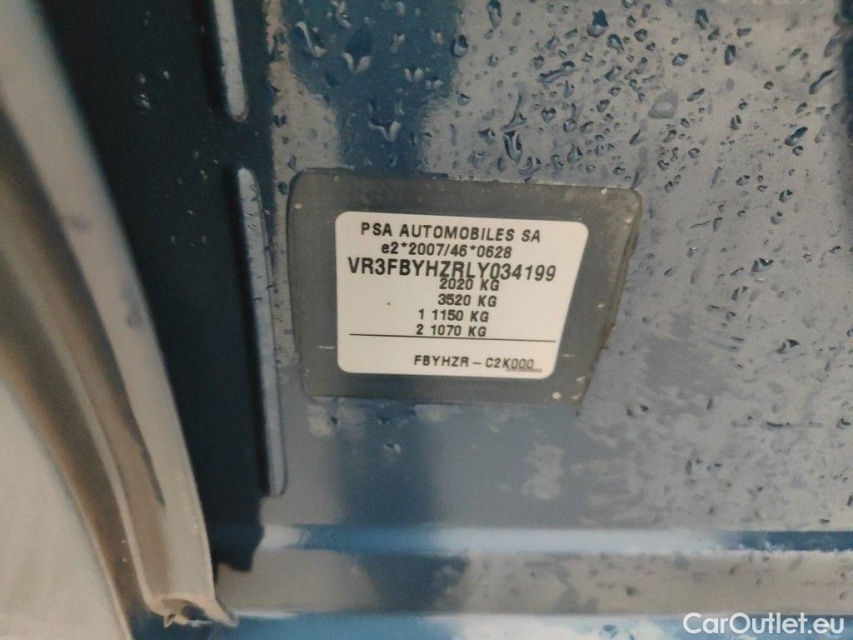 PSA AUTOMOBILES SA
e2*2007/46*0628
VR3FBYHZRLY034199
2020 KG
3520 KG
1 1150 KG
2 1070 KG
FBYHZR - C2K000
CarOutlet.eu